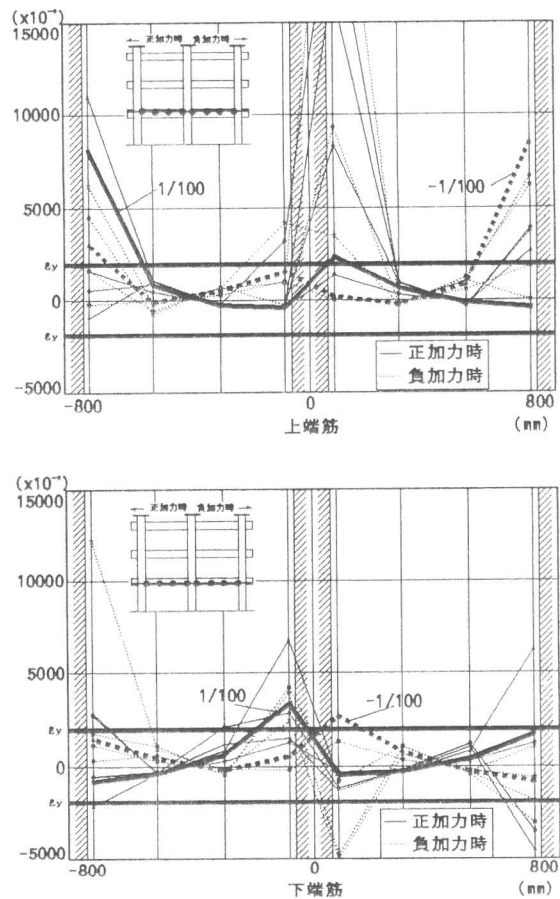 (x10⁻⁶)
15000
正加力時 負加力時
10000
1/100
-1/100
5000
εy
0
εy
正加力時
負加力時
-5000
-800 0 800
上端筋 (mm)
(x10⁻⁶)
15000
正加力時 負加力時
10000
5000
1/100
-1/100
εy
0
εy
正加力時
負加力時
-5000
-800 0 800
下端筋 (mm)